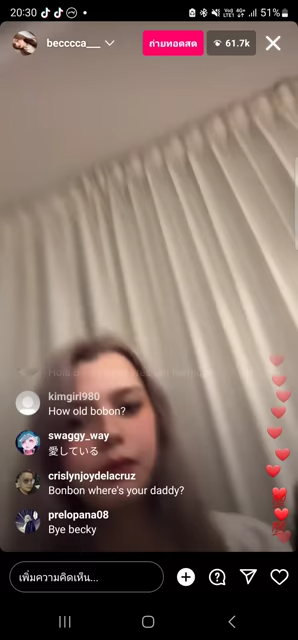 20:30
51%
becccca___
ถ่ายทอดสด
61.7k
kimgirl980
How old bobon?
swaggy_way
愛している
crislynjoydelacruz
Bonbon where's your daddy?
prelopana08
Bye becky
เพิ่มความคิดเห็น...